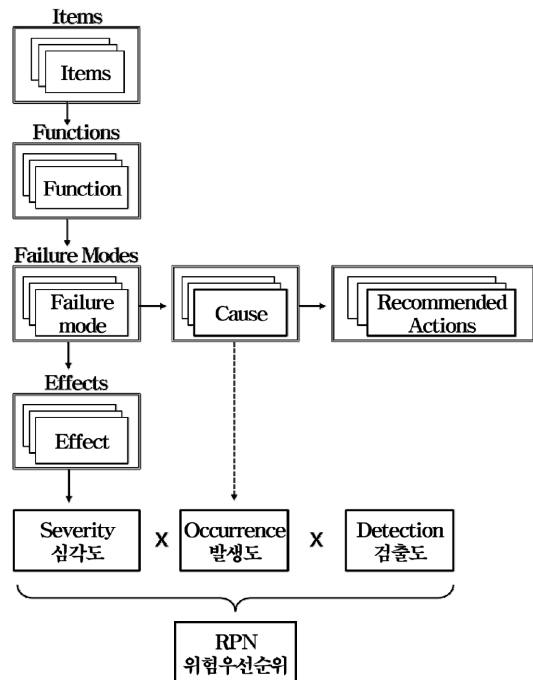 Items
Items
Functions
Function
Failure Modes
Failure
mode
Cause
Recommended
Actions
Effects
Effect
Severity
심각도
X
Occurrence
발생도
X
Detection
검출도
RPN
위험우선순위